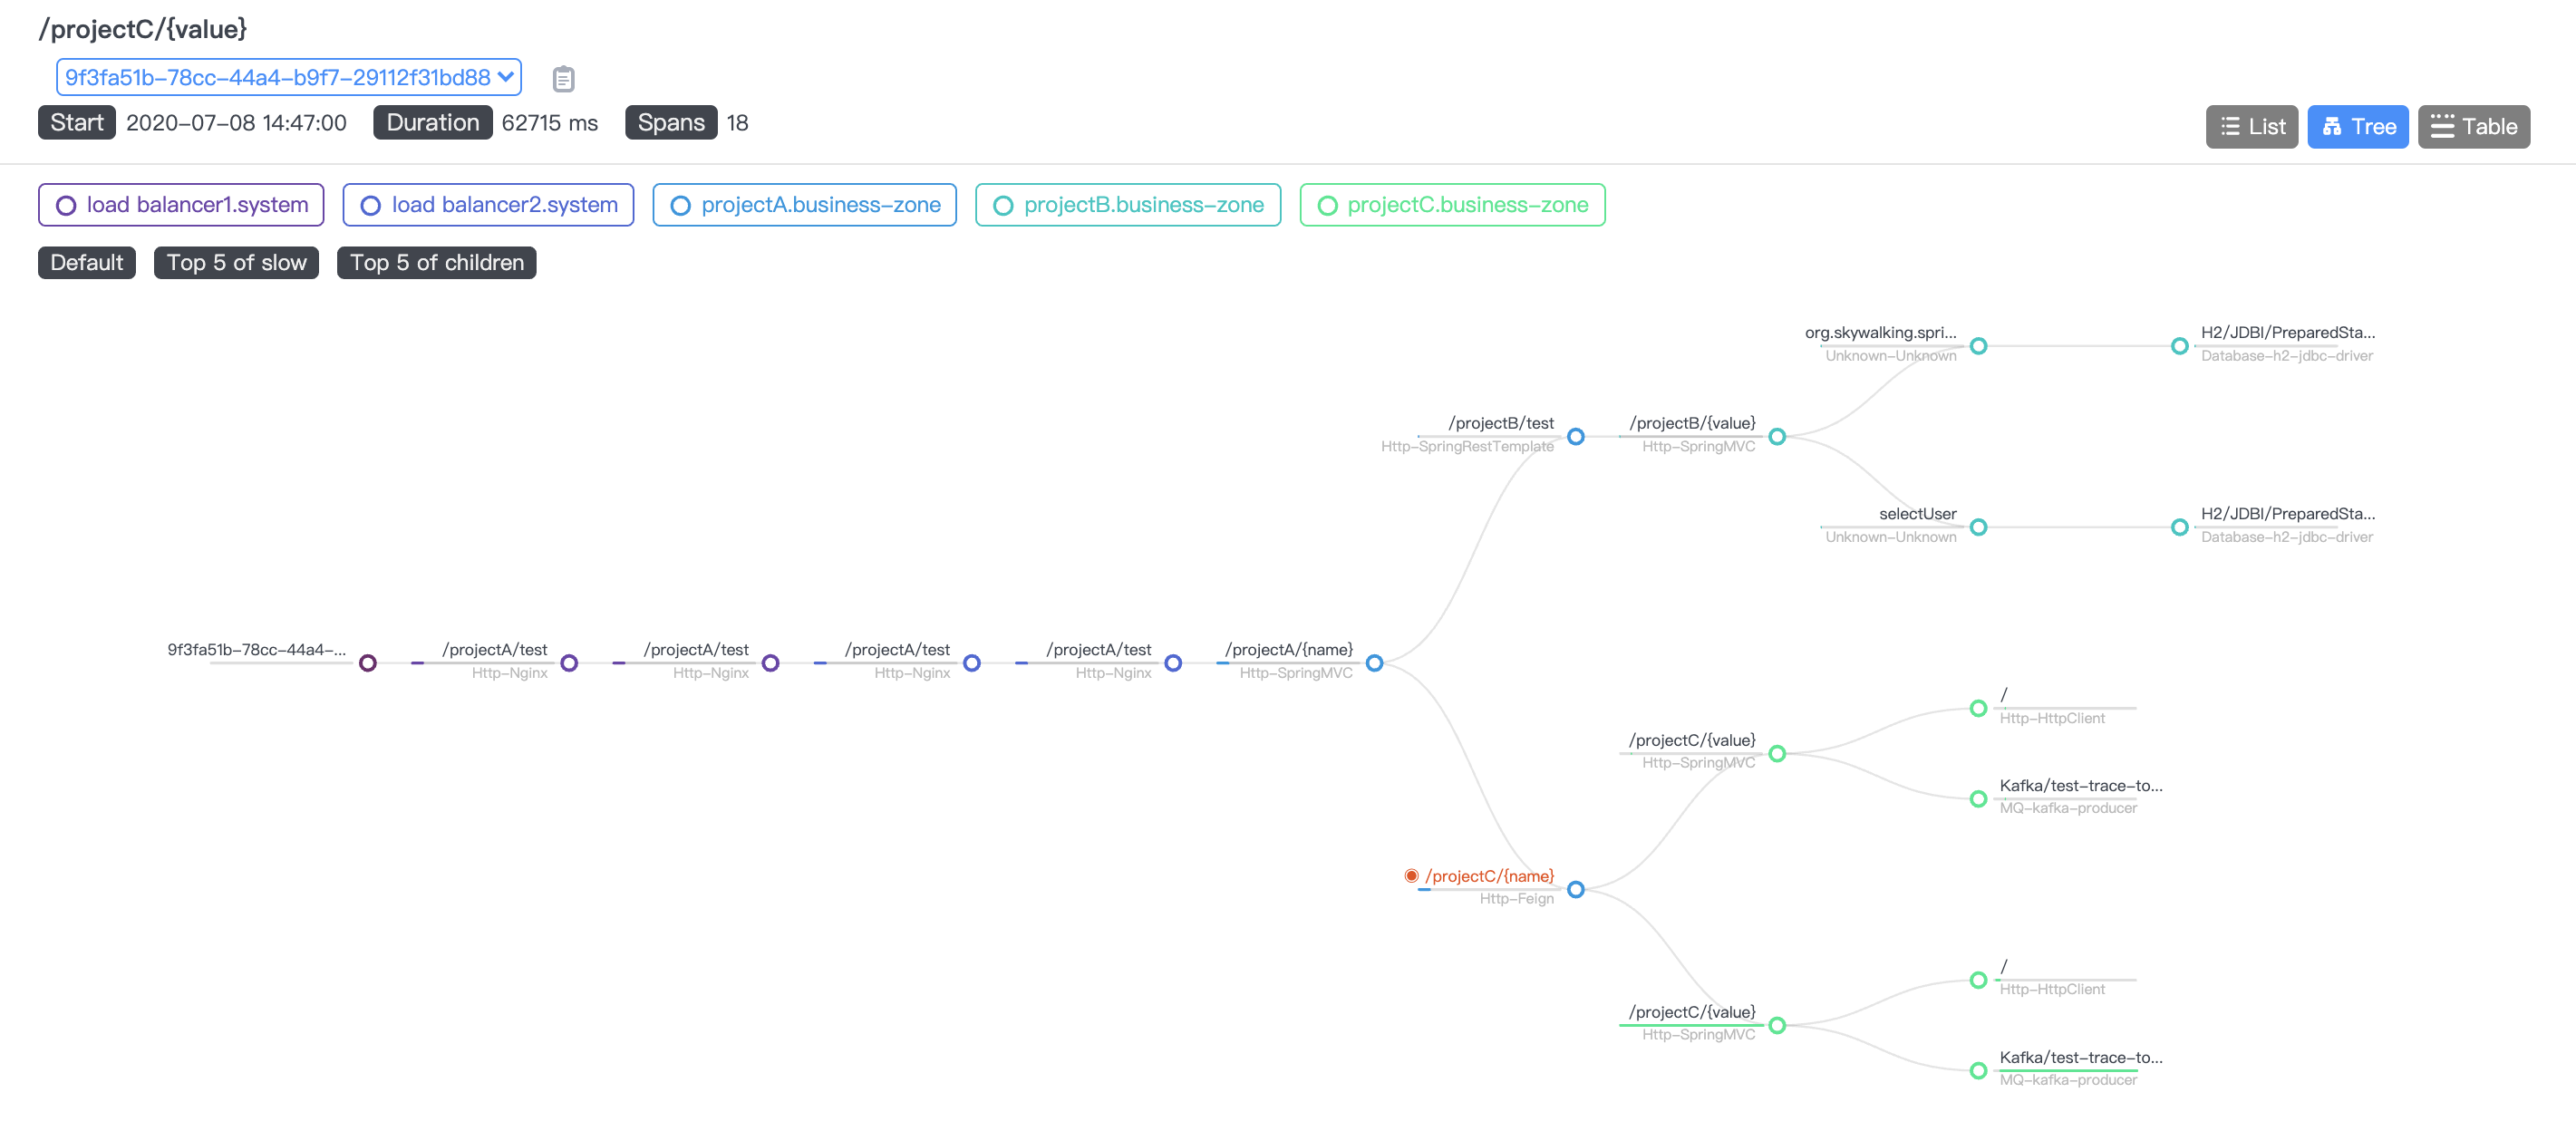 /projectC/{value}
9f3fa51b-78cc-44a4-b9f7-29112f31bd88
Start 2020-07-08 14:47:00 Duration 62715 ms Spans 18
List Tree Table
load balancer1.system load balancer2.system projectA.business-zone projectB.business-zone projectC.business-zone
Default Top 5 of slow Top 5 of children
org.skywalking.spri...
Unknown-Unknown
H2/JDBI/PreparedSta...
Database-h2-jdbc-driver
/projectB/test
Http-SpringRestTemplate
/projectB/{value}
Http-SpringMVC
selectUser
Unknown-Unknown
H2/JDBI/PreparedSta...
Database-h2-jdbc-driver
9f3fa51b-78cc-44a4-...
/projectA/test
Http-Nginx
/projectA/test
Http-Nginx
/projectA/test
Http-Nginx
/projectA/test
Http-Nginx
/projectA/{name}
Http-SpringMVC
/
Http-HttpClient
/projectC/{value}
Http-SpringMVC
Kafka/test-trace-to...
MQ-kafka-producer
/projectC/{name}
Http-Feign
/
Http-HttpClient
/projectC/{value}
Http-SpringMVC
Kafka/test-trace-to...
MQ-kafka-producer